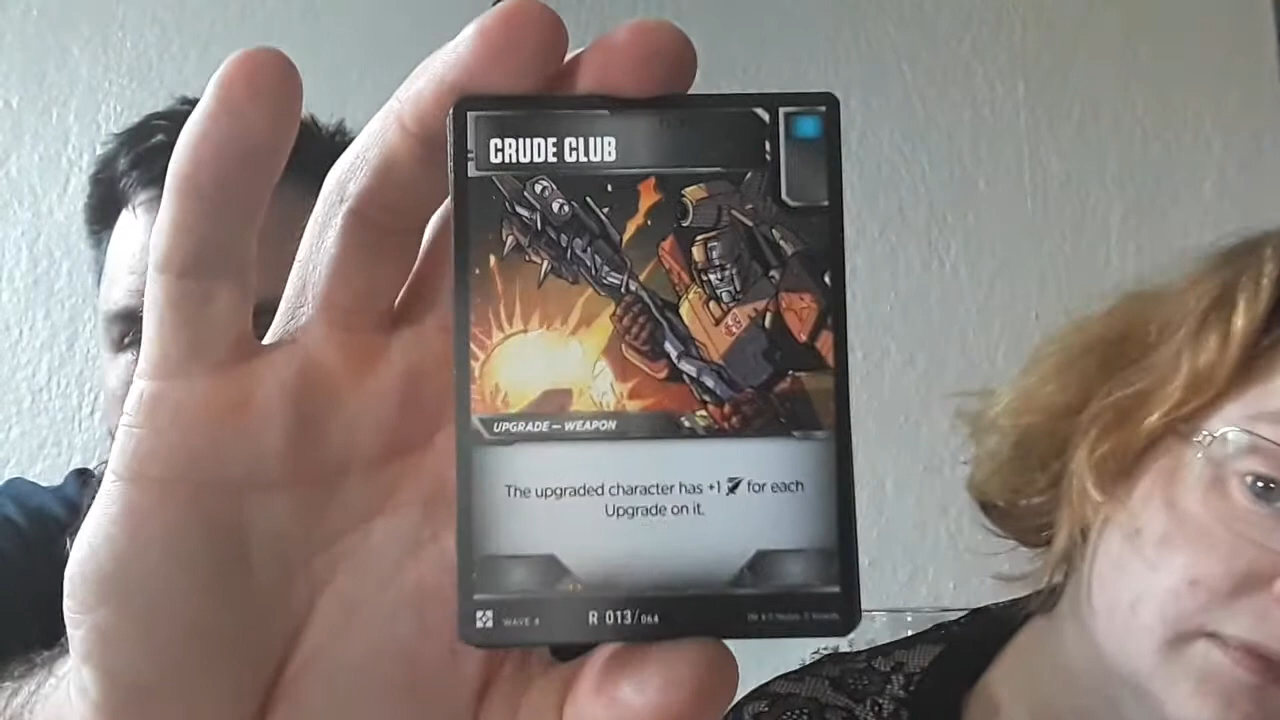 CRUDE CLUB
UPGRADE — WEAPON
The upgraded character has +1 for each
Upgrade on it.
WAVE 4
R 013/064